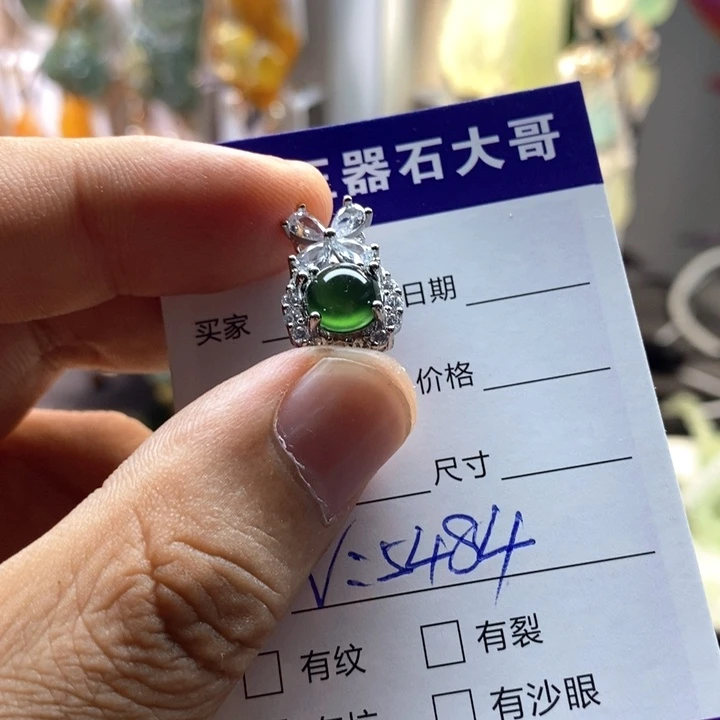 器石大哥
买家 日期
价格
尺寸
V:5484
有纹 有裂
有沙眼